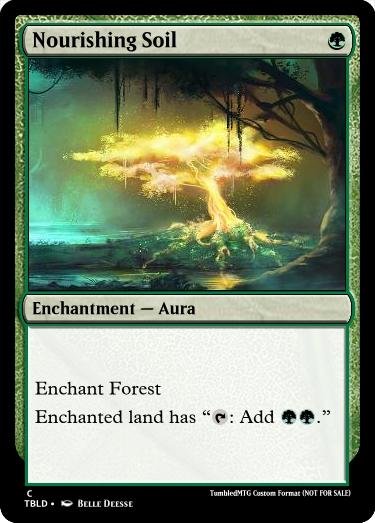 Nourishing Soil
Enchantment — Aura
Enchant Forest
Enchanted land has “: Add .”
C
TumbledMTG Custom Format (NOT FOR SALE)
TBLD • Belle Deesse